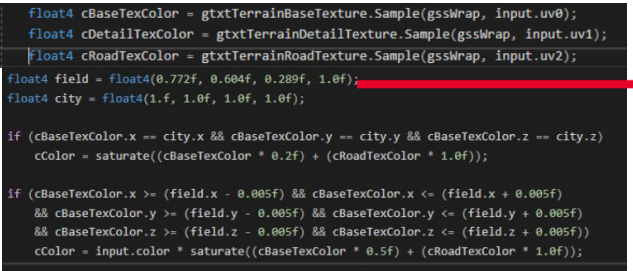 float4 cBaseTexColor = gtxtTerrainBaseTexture.Sample(gssWrap, input.uv0);
float4 cDetailTexColor = gtxtTerrainDetailTexture.Sample(gssWrap, input.uv1);
float4 cRoadTexColor = gtxtTerrainRoadTexture.Sample(gssWrap, input.uv2);
float4 field = float4(0.772f, 0.604f, 0.289f, 1.0f);
float4 city = float4(1.f, 1.0f, 1.0f, 1.0f);
if (cBaseTexColor.x == city.x && cBaseTexColor.y == city.y && cBaseTexColor.z == city.z)
cColor = saturate((cBaseTexColor * 0.2f) + (cRoadTexColor * 1.0f));
if (cBaseTexColor.x >= (field.x - 0.005f) && cBaseTexColor.x <= (field.x + 0.005f)
&& cBaseTexColor.y >= (field.y - 0.005f) && cBaseTexColor.y <= (field.y + 0.005f)
&& cBaseTexColor.z >= (field.z - 0.005f) && cBaseTexColor.z <= (field.z + 0.005f))
cColor = input.color * saturate((cBaseTexColor * 0.5f) + (cRoadTexColor * 1.0f));